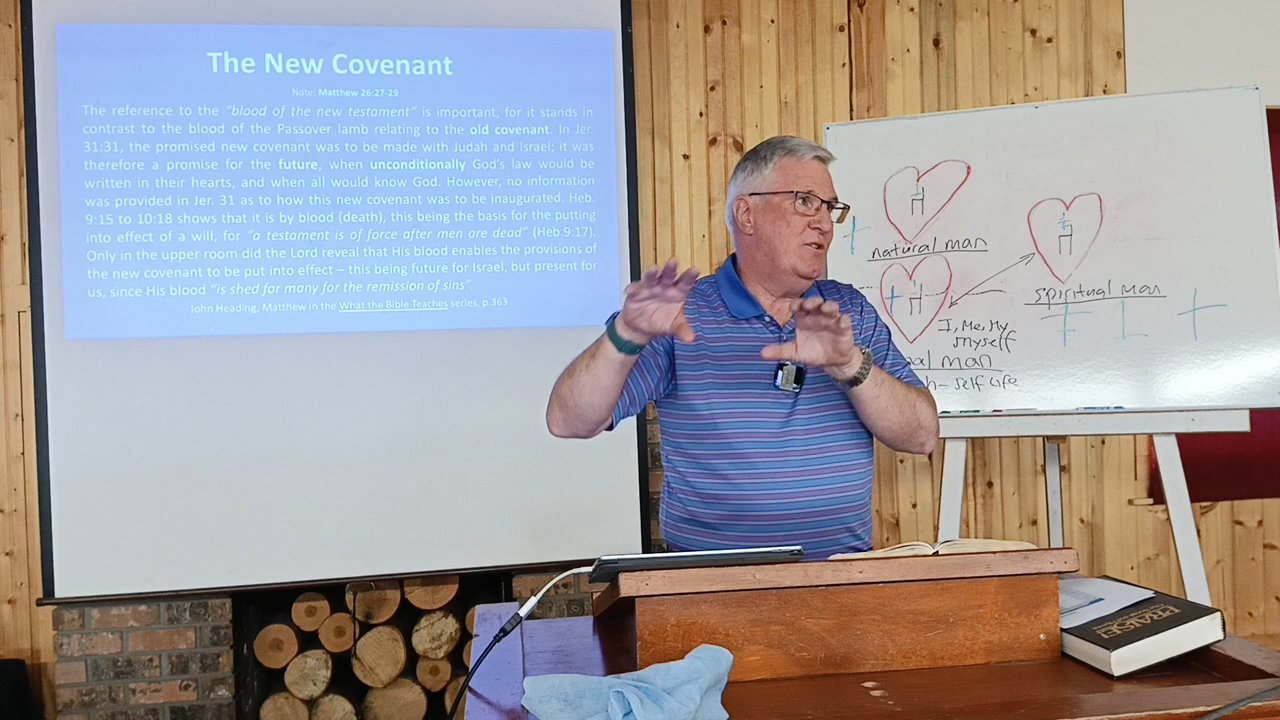 The New Covenant
Note: Matthew 26:27-29
The reference to the "blood of the new testament" is important, for it stands in
contrast to the blood of the Passover lamb relating to the old covenant. In Jer.
31:31, the promised new covenant was to be made with Judah and Israel; it was
therefore a promise for the future, when unconditionally God's law would be
written in their hearts, and when all would know God. However, no information
was provided in Jer. 31 as to how this new covenant was to be inaugurated. Heb.
9:15 to 10:18 shows that it is by blood (death), this being the basis for the putting
into effect of a will, for "a testament is of force after men are dead" (Heb.9:17).
Only in the upper room did the Lord reveal that His blood enables the provisions of
the new covenant to be put into effect – this being future for Israel, but present for
us, since His blood "is shed for many for the remission of sins".
John Heading, Matthew in the What the Bible Teaches series, p.363
natural man
spiritual man
I, Me, My
Myself
man
self life
PRAISE!